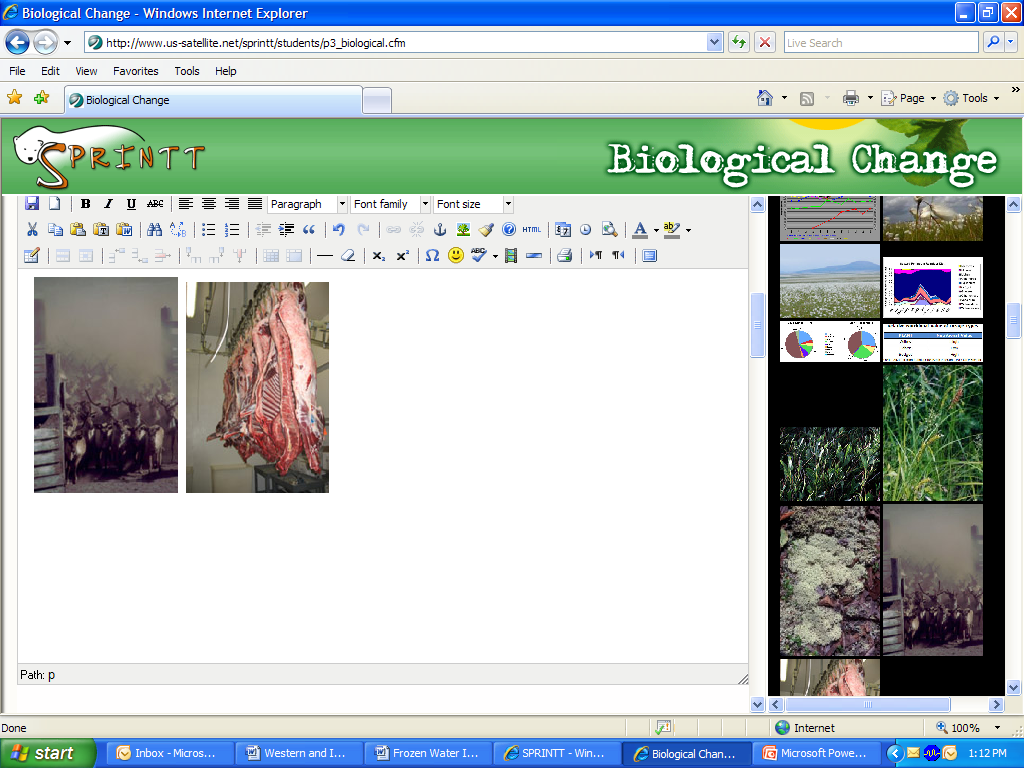 Biological Change - Windows Internet Explorer
http://www.us-satellite.net/sprintt/students/p3_biological.cfm
Live Search
File Edit View Favorites Tools Help
Biological Change
Page Tools
SPRINTT
Biological Change
B I U ABC Paragraph Font family Font size
HTML
Path: p
Done
Internet
100%
start
Inbox - Micros...
Western and I...
Frozen Water I...
SPRINTT - Win...
Biological Chan...
Microsoft Powe...
1:12 PM